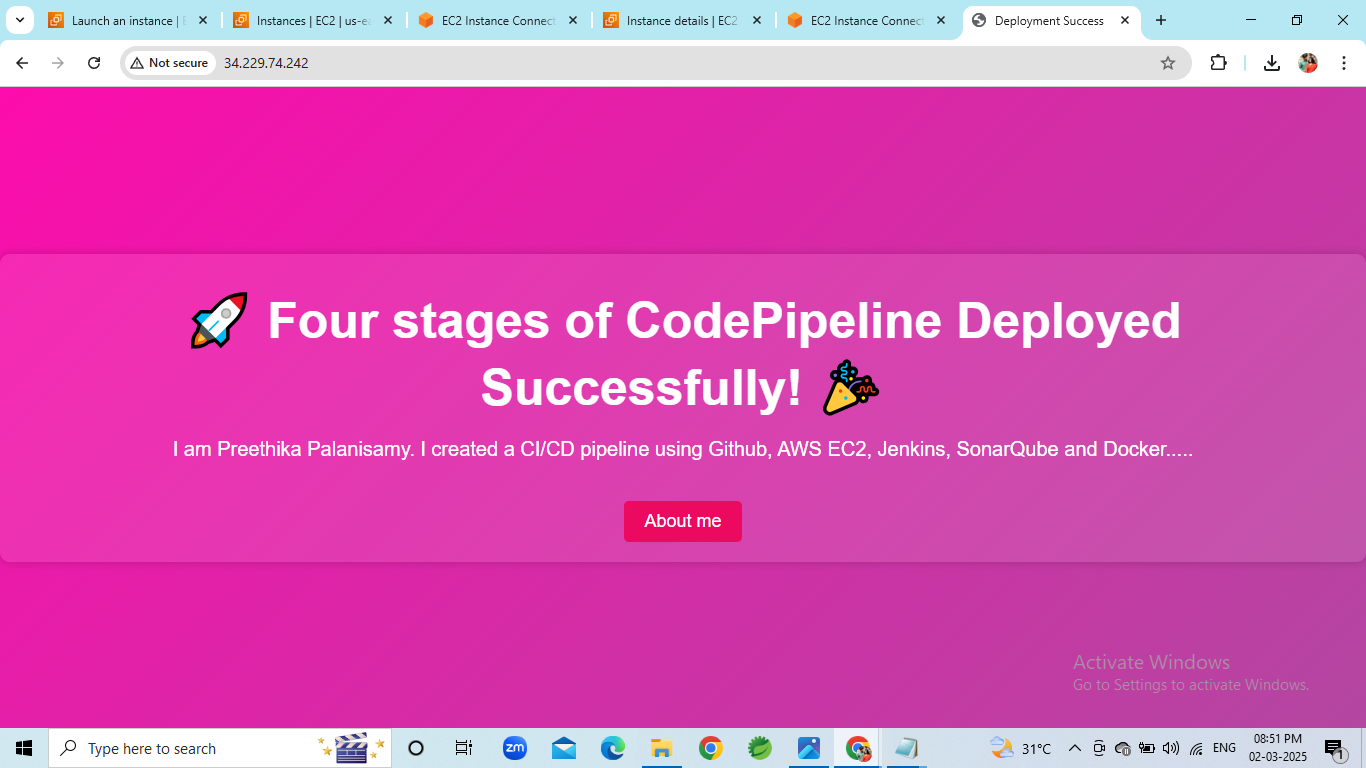 Launch an instance | E
Instances | EC2 | us-ea
EC2 Instance Connect
Instance details | EC2
EC2 Instance Connect
Deployment Success
Not secure
34.229.74.242
🚀 Four stages of CodePipeline Deployed
Successfully! 🎉
I am Preethika Palanisamy. I created a CI/CD pipeline using Github, AWS EC2, Jenkins, SonarQube and Docker.....
About me
Activate Windows
Go to Settings to activate Windows.
Type here to search
zm
31°C
ENG
08:51 PM
02-03-2025
1